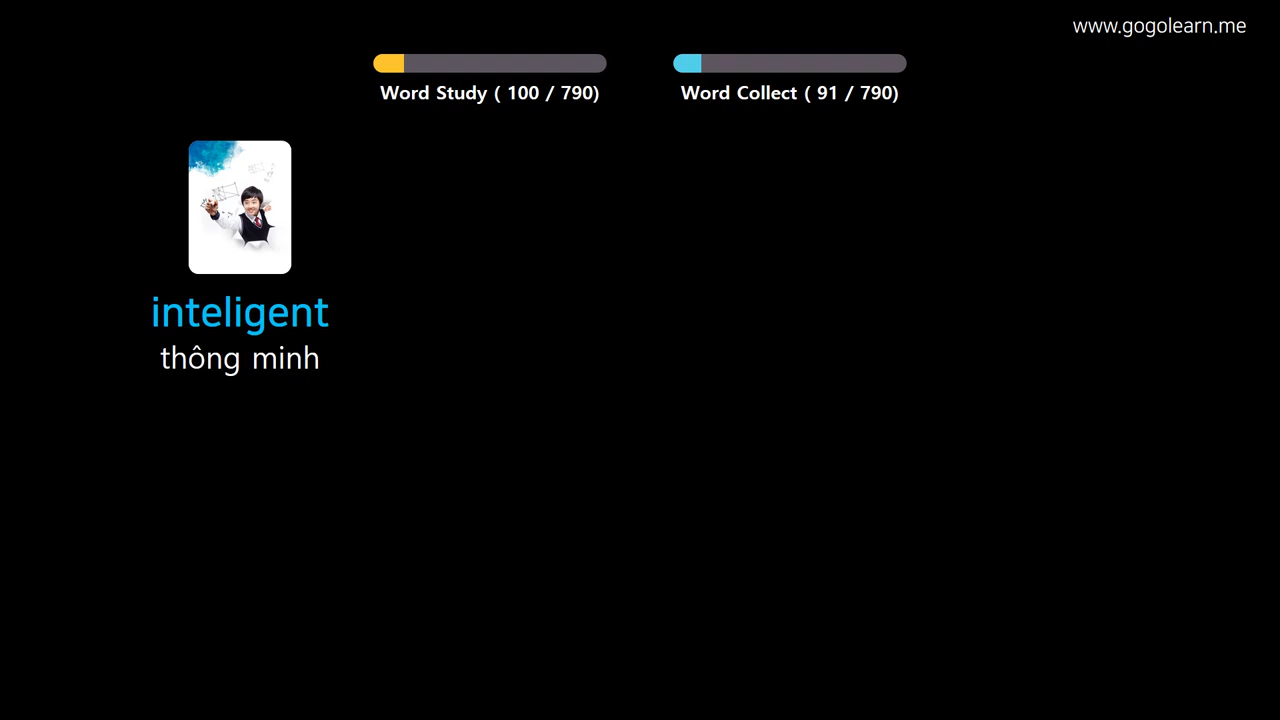 www.gogolearn.me
Word Study ( 100 / 790)
Word Collect ( 91 / 790)
inteligent
thông minh